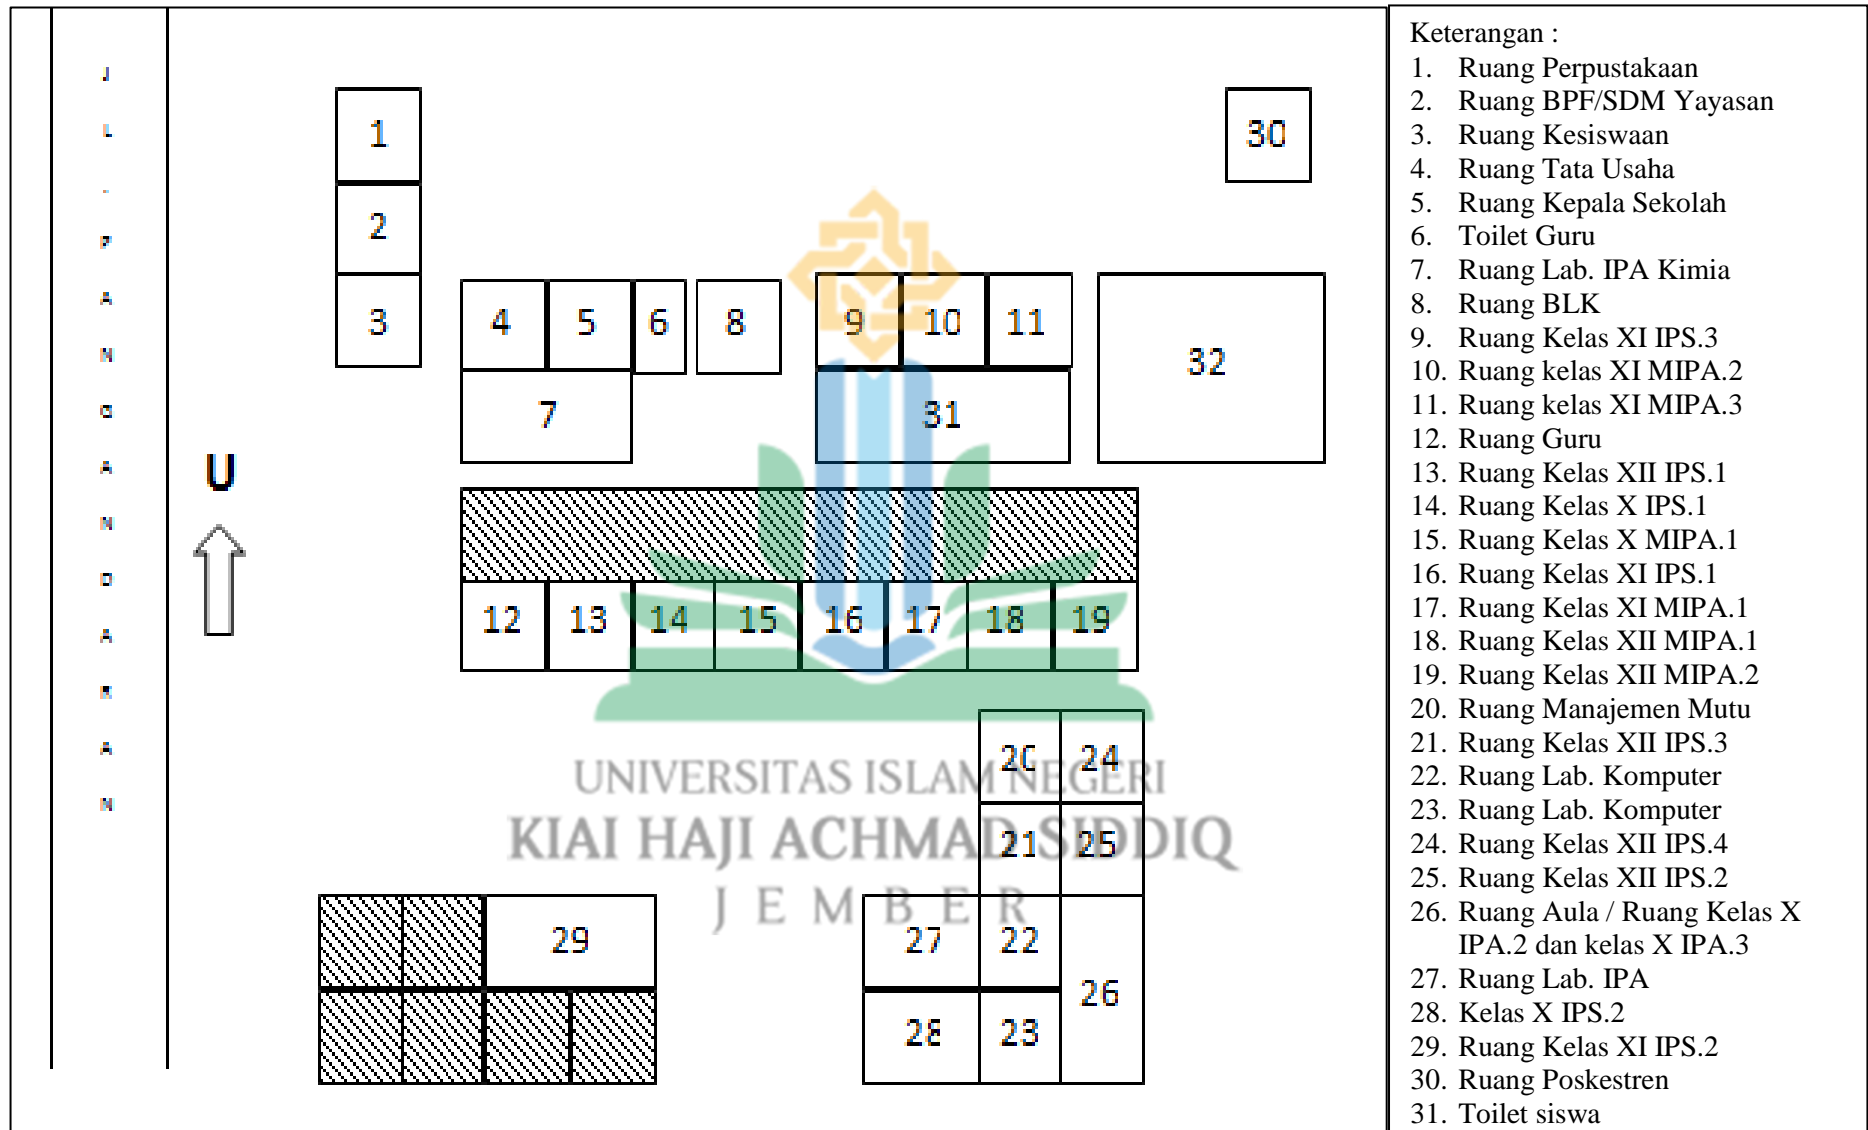 JL.PANGANDARAN
U
1
30
2
3
4 5 6 8 9 10 11
32
7
31
12 13 14 15 16 17 18 19
20 24
21 25
29
27 22
26
28 23
UNIVERSITAS ISLAM NEGERI
KIAI HAJI ACHMAD SIDDIQ
JEMBER
Keterangan :
1. Ruang Perpustakaan
2. Ruang BPF/SDM Yayasan
3. Ruang Kesiswaan
4. Ruang Tata Usaha
5. Ruang Kepala Sekolah
6. Toilet Guru
7. Ruang Lab. IPA Kimia
8. Ruang BLK
9. Ruang Kelas XI IPS.3
10. Ruang kelas XI MIPA.2
11. Ruang kelas XI MIPA.3
12. Ruang Guru
13. Ruang Kelas XII IPS.1
14. Ruang Kelas X IPS.1
15. Ruang Kelas X MIPA.1
16. Ruang Kelas XI IPS.1
17. Ruang Kelas XI MIPA.1
18. Ruang Kelas XII MIPA.1
19. Ruang Kelas XII MIPA.2
20. Ruang Manajemen Mutu
21. Ruang Kelas XII IPS.3
22. Ruang Lab. Komputer
23. Ruang Lab. Komputer
24. Ruang Kelas XII IPS.4
25. Ruang Kelas XII IPS.2
26. Ruang Aula / Ruang Kelas X
IPA.2 dan kelas X IPA.3
27. Ruang Lab. IPA
28. Kelas X IPS.2
29. Ruang Kelas XI IPS.2
30. Ruang Poskestren
31. Toilet siswa